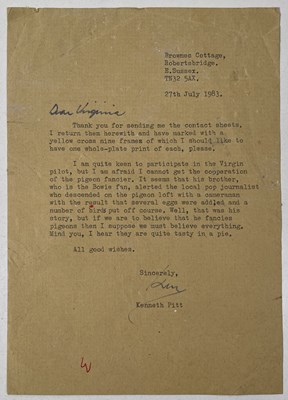 Brownes Cottage,
Robertsbridge,
E.Sussex.
TN32 5AX,
27th July 1983.
Dear Virginia
Thank you for sending me the contact sheets,
I return them herewith and have marked with a
yellow cross nine frames of which I should like to
have one whole-plate print of each, please.
I am quite keen to participate in the Virgin
pilot, but I am afraid I cannot get the cooperation
of the pigeon fancier. It seems that his brother,
who is the Bowie fan, alerted the local pop journalist
who descended on the pigeon loft with a cameraman
with the result that several eggs were addled and a
number of birds put off course. Well, that was his
story, but if we are to believe that he fancies
pigeons then I suppose we must believe everything.
Mind you, I hear they are quite tasty in a pie.
All good wishes.
Sincerely,
Ken
Kenneth Pitt